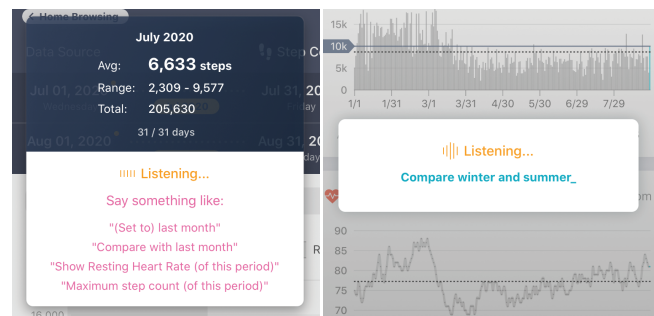 Home Browsing
July 2020
Data Source
Step C
Avg: 6,633 steps
Range: 2,309 - 9,577
Jul 01, 2020
Jul 31, 20
Wednesday
Today
Total: 205,630
31 / 31 days
Aug 01, 2020
Aug 31, 20
Listening...
Say something like:
"(Set to) last month"
"Compare with last month"
"Show Resting Heart Rate (of this period)"
R
"Maximum step count (of this period)"
16,000
15k
10k
5k
0
1/1 1/31 3/1 3/31 4/30 5/30 6/29 7/29
Listening...
Compare winter and summer_
om
90
85
80
75
70